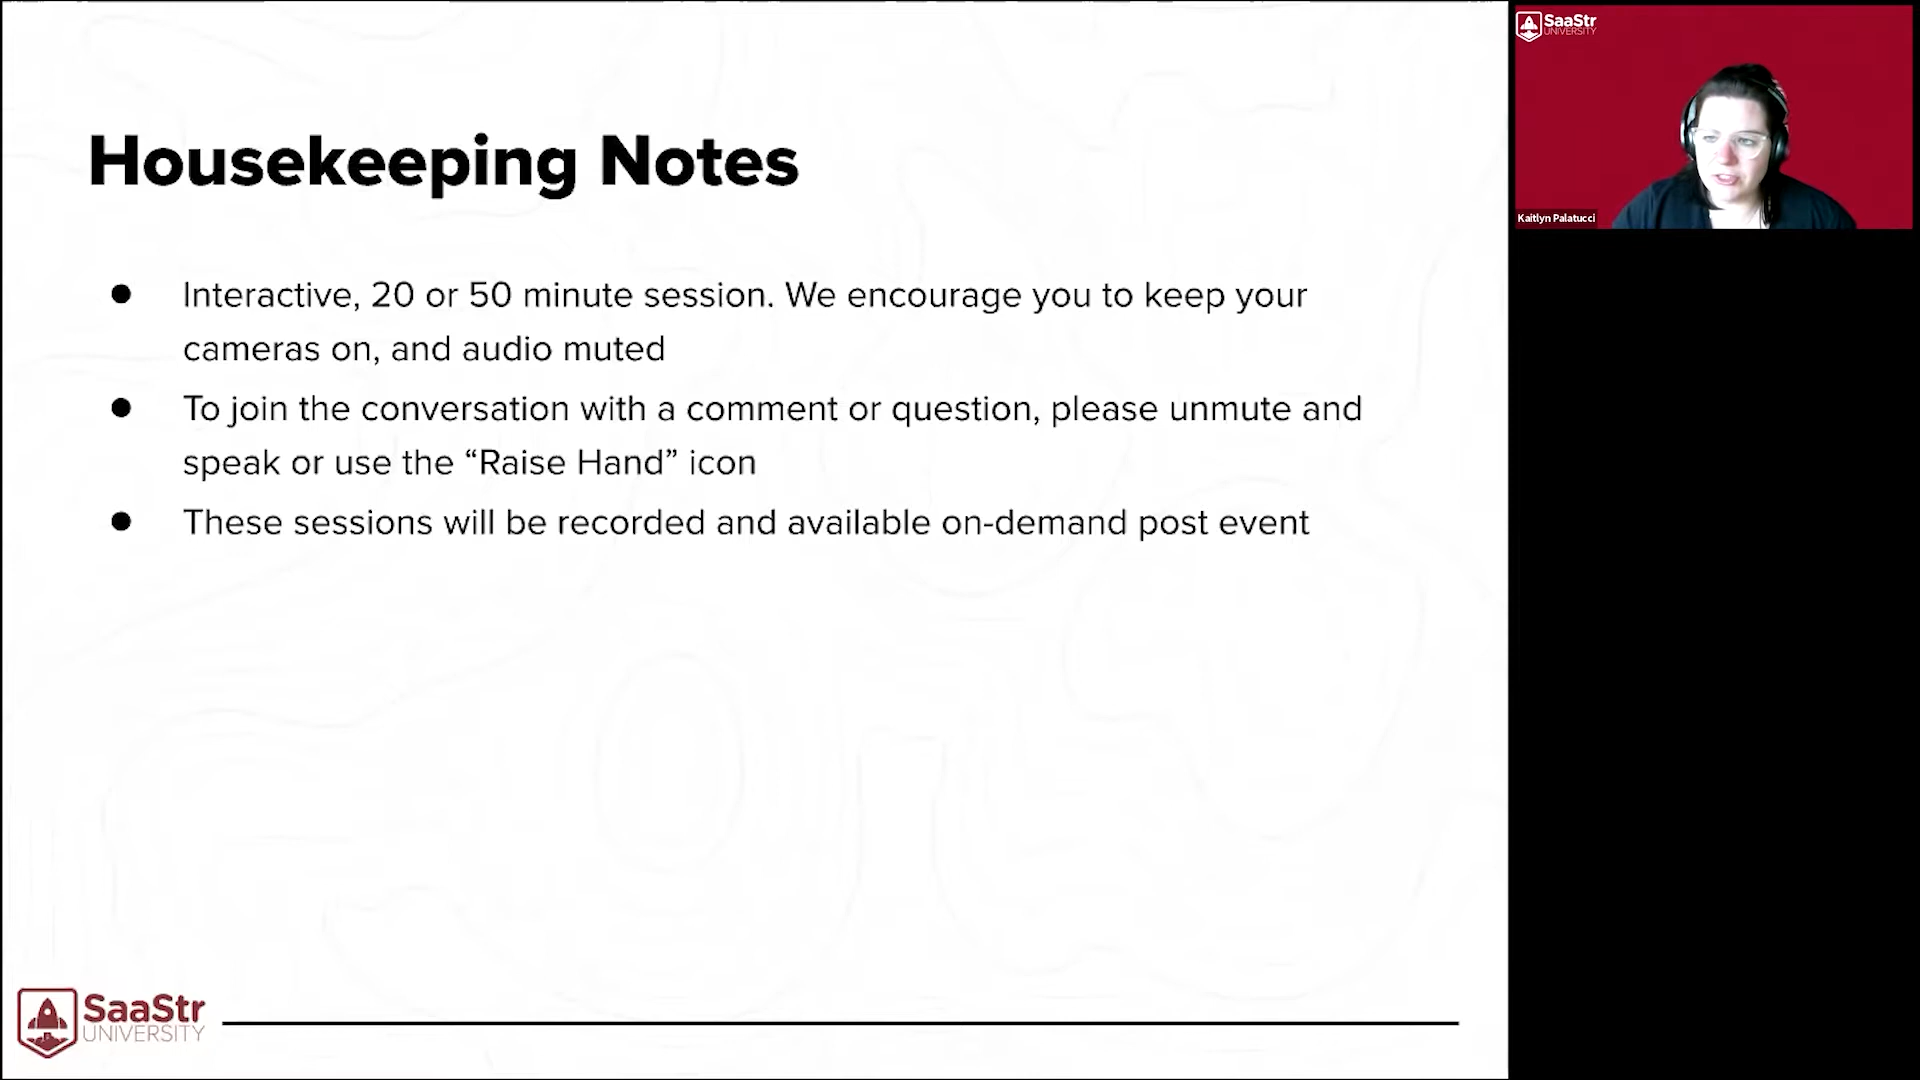 Housekeeping Notes
● Interactive, 20 or 50 minute session. We encourage you to keep your
cameras on, and audio muted
● To join the conversation with a comment or question, please unmute and
speak or use the “Raise Hand” icon
● These sessions will be recorded and available on-demand post event
SaaStr
UNIVERSITY
SaaStr
UNIVERSITY
Kaitlyn Palatucci